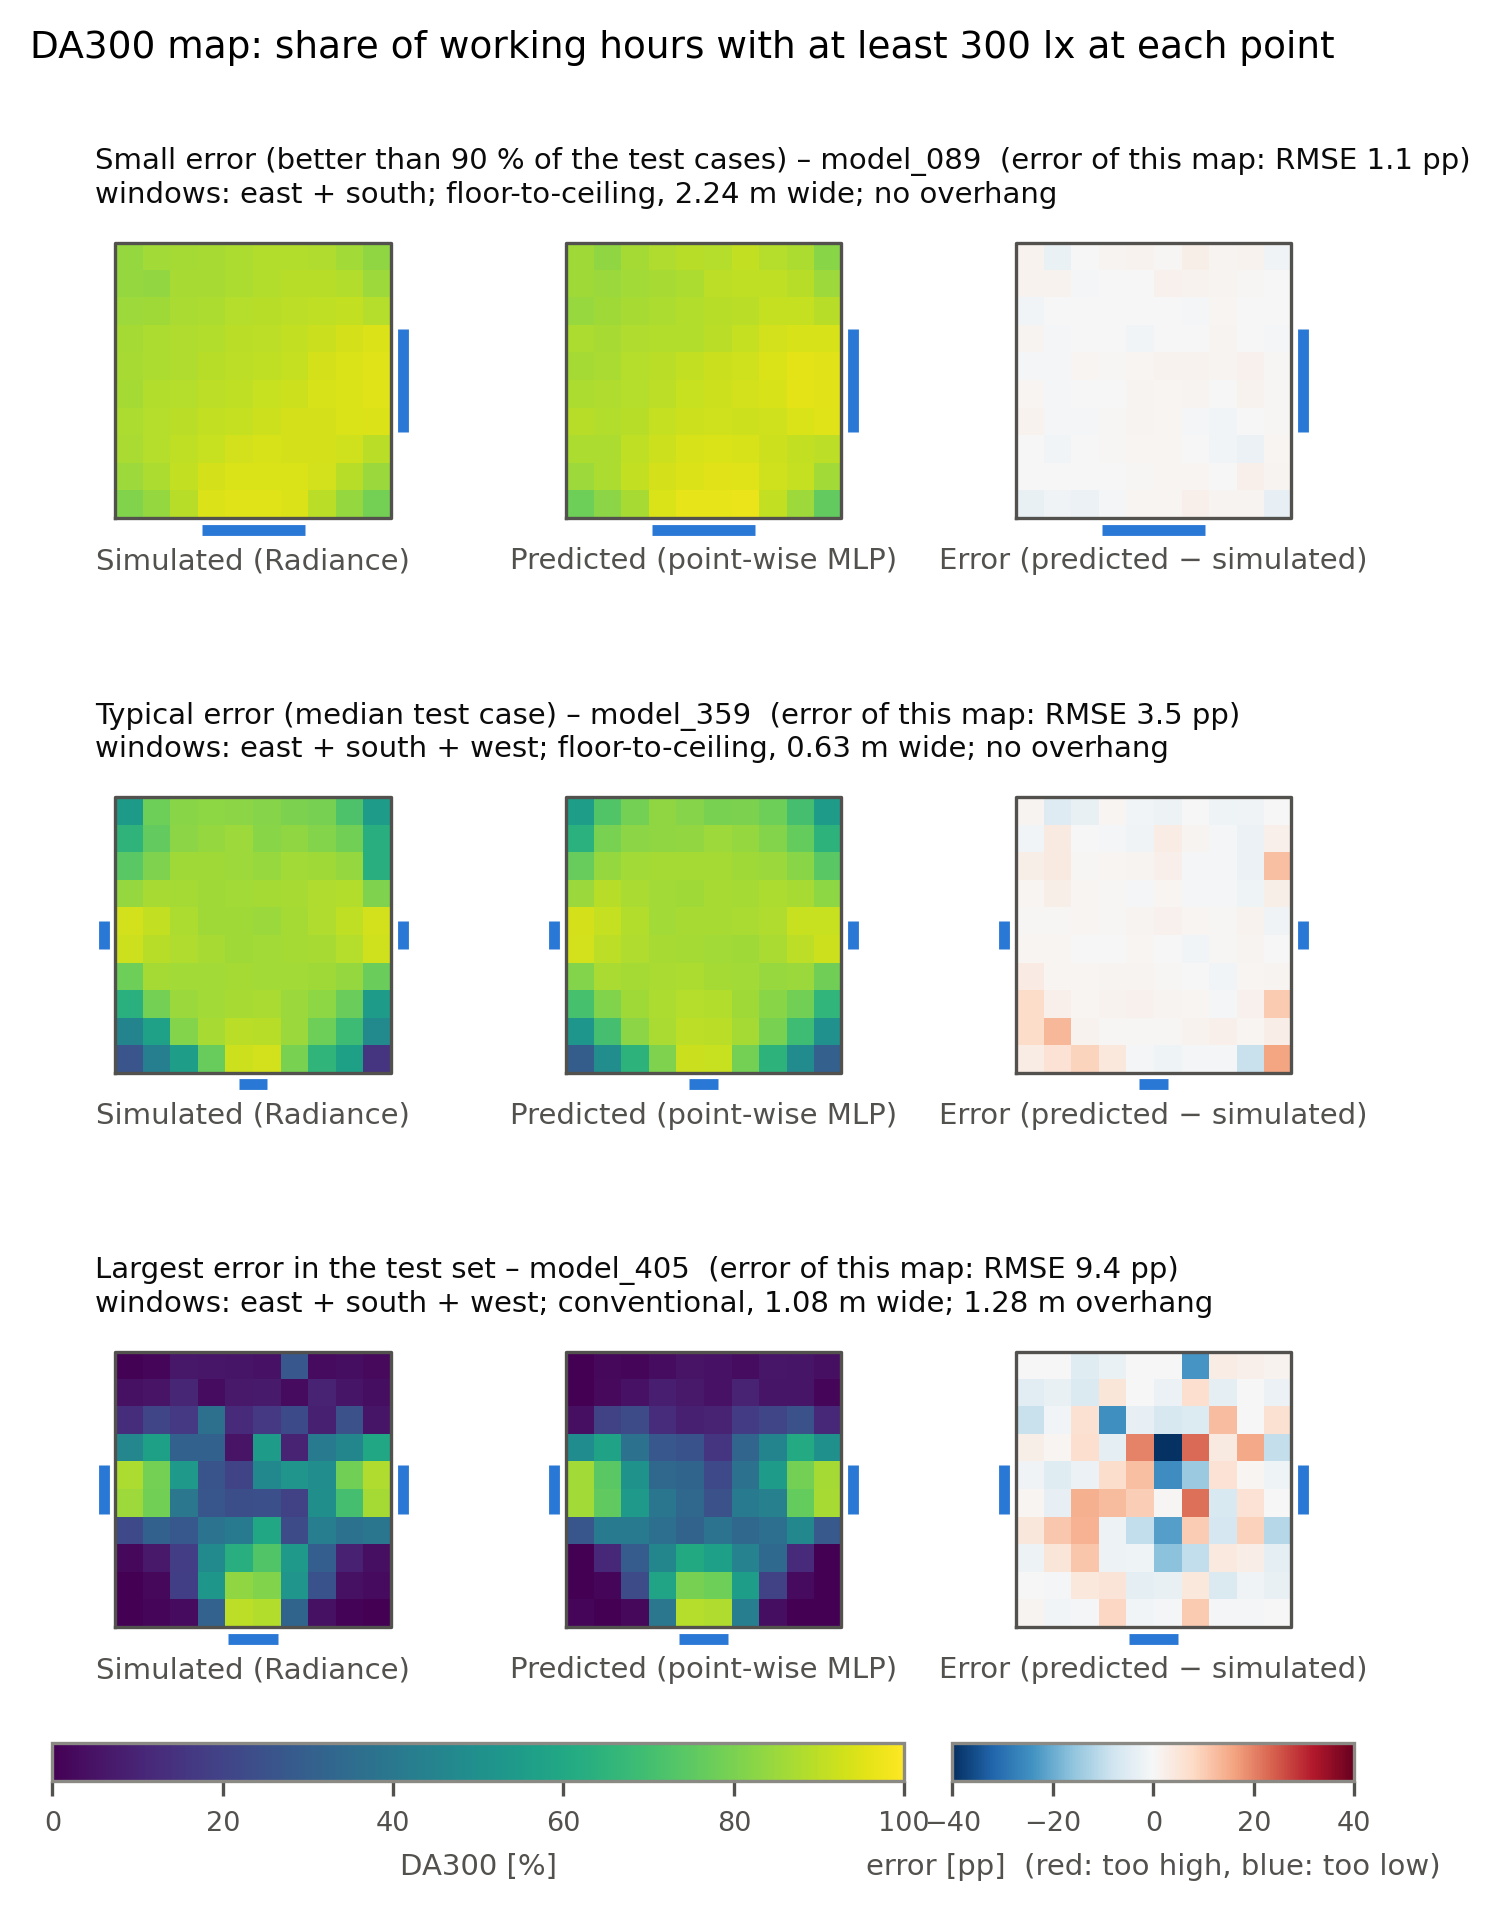 DA300 map: share of working hours with at least 300 lx at each point
Small error (better than 90 % of the test cases) – model_089 (error of this map: RMSE 1.1 pp)
windows: east + south; floor-to-ceiling, 2.24 m wide; no overhang
Simulated (Radiance) Predicted (point-wise MLP) Error (predicted − simulated)
Typical error (median test case) – model_359 (error of this map: RMSE 3.5 pp)
windows: east + south + west; floor-to-ceiling, 0.63 m wide; no overhang
Simulated (Radiance) Predicted (point-wise MLP) Error (predicted − simulated)
Largest error in the test set – model_405 (error of this map: RMSE 9.4 pp)
windows: east + south + west; conventional, 1.08 m wide; 1.28 m overhang
Simulated (Radiance) Predicted (point-wise MLP) Error (predicted − simulated)
0 20 40 60 80 100 −40 −20 0 20 40
DA300 [%] error [pp] (red: too high, blue: too low)